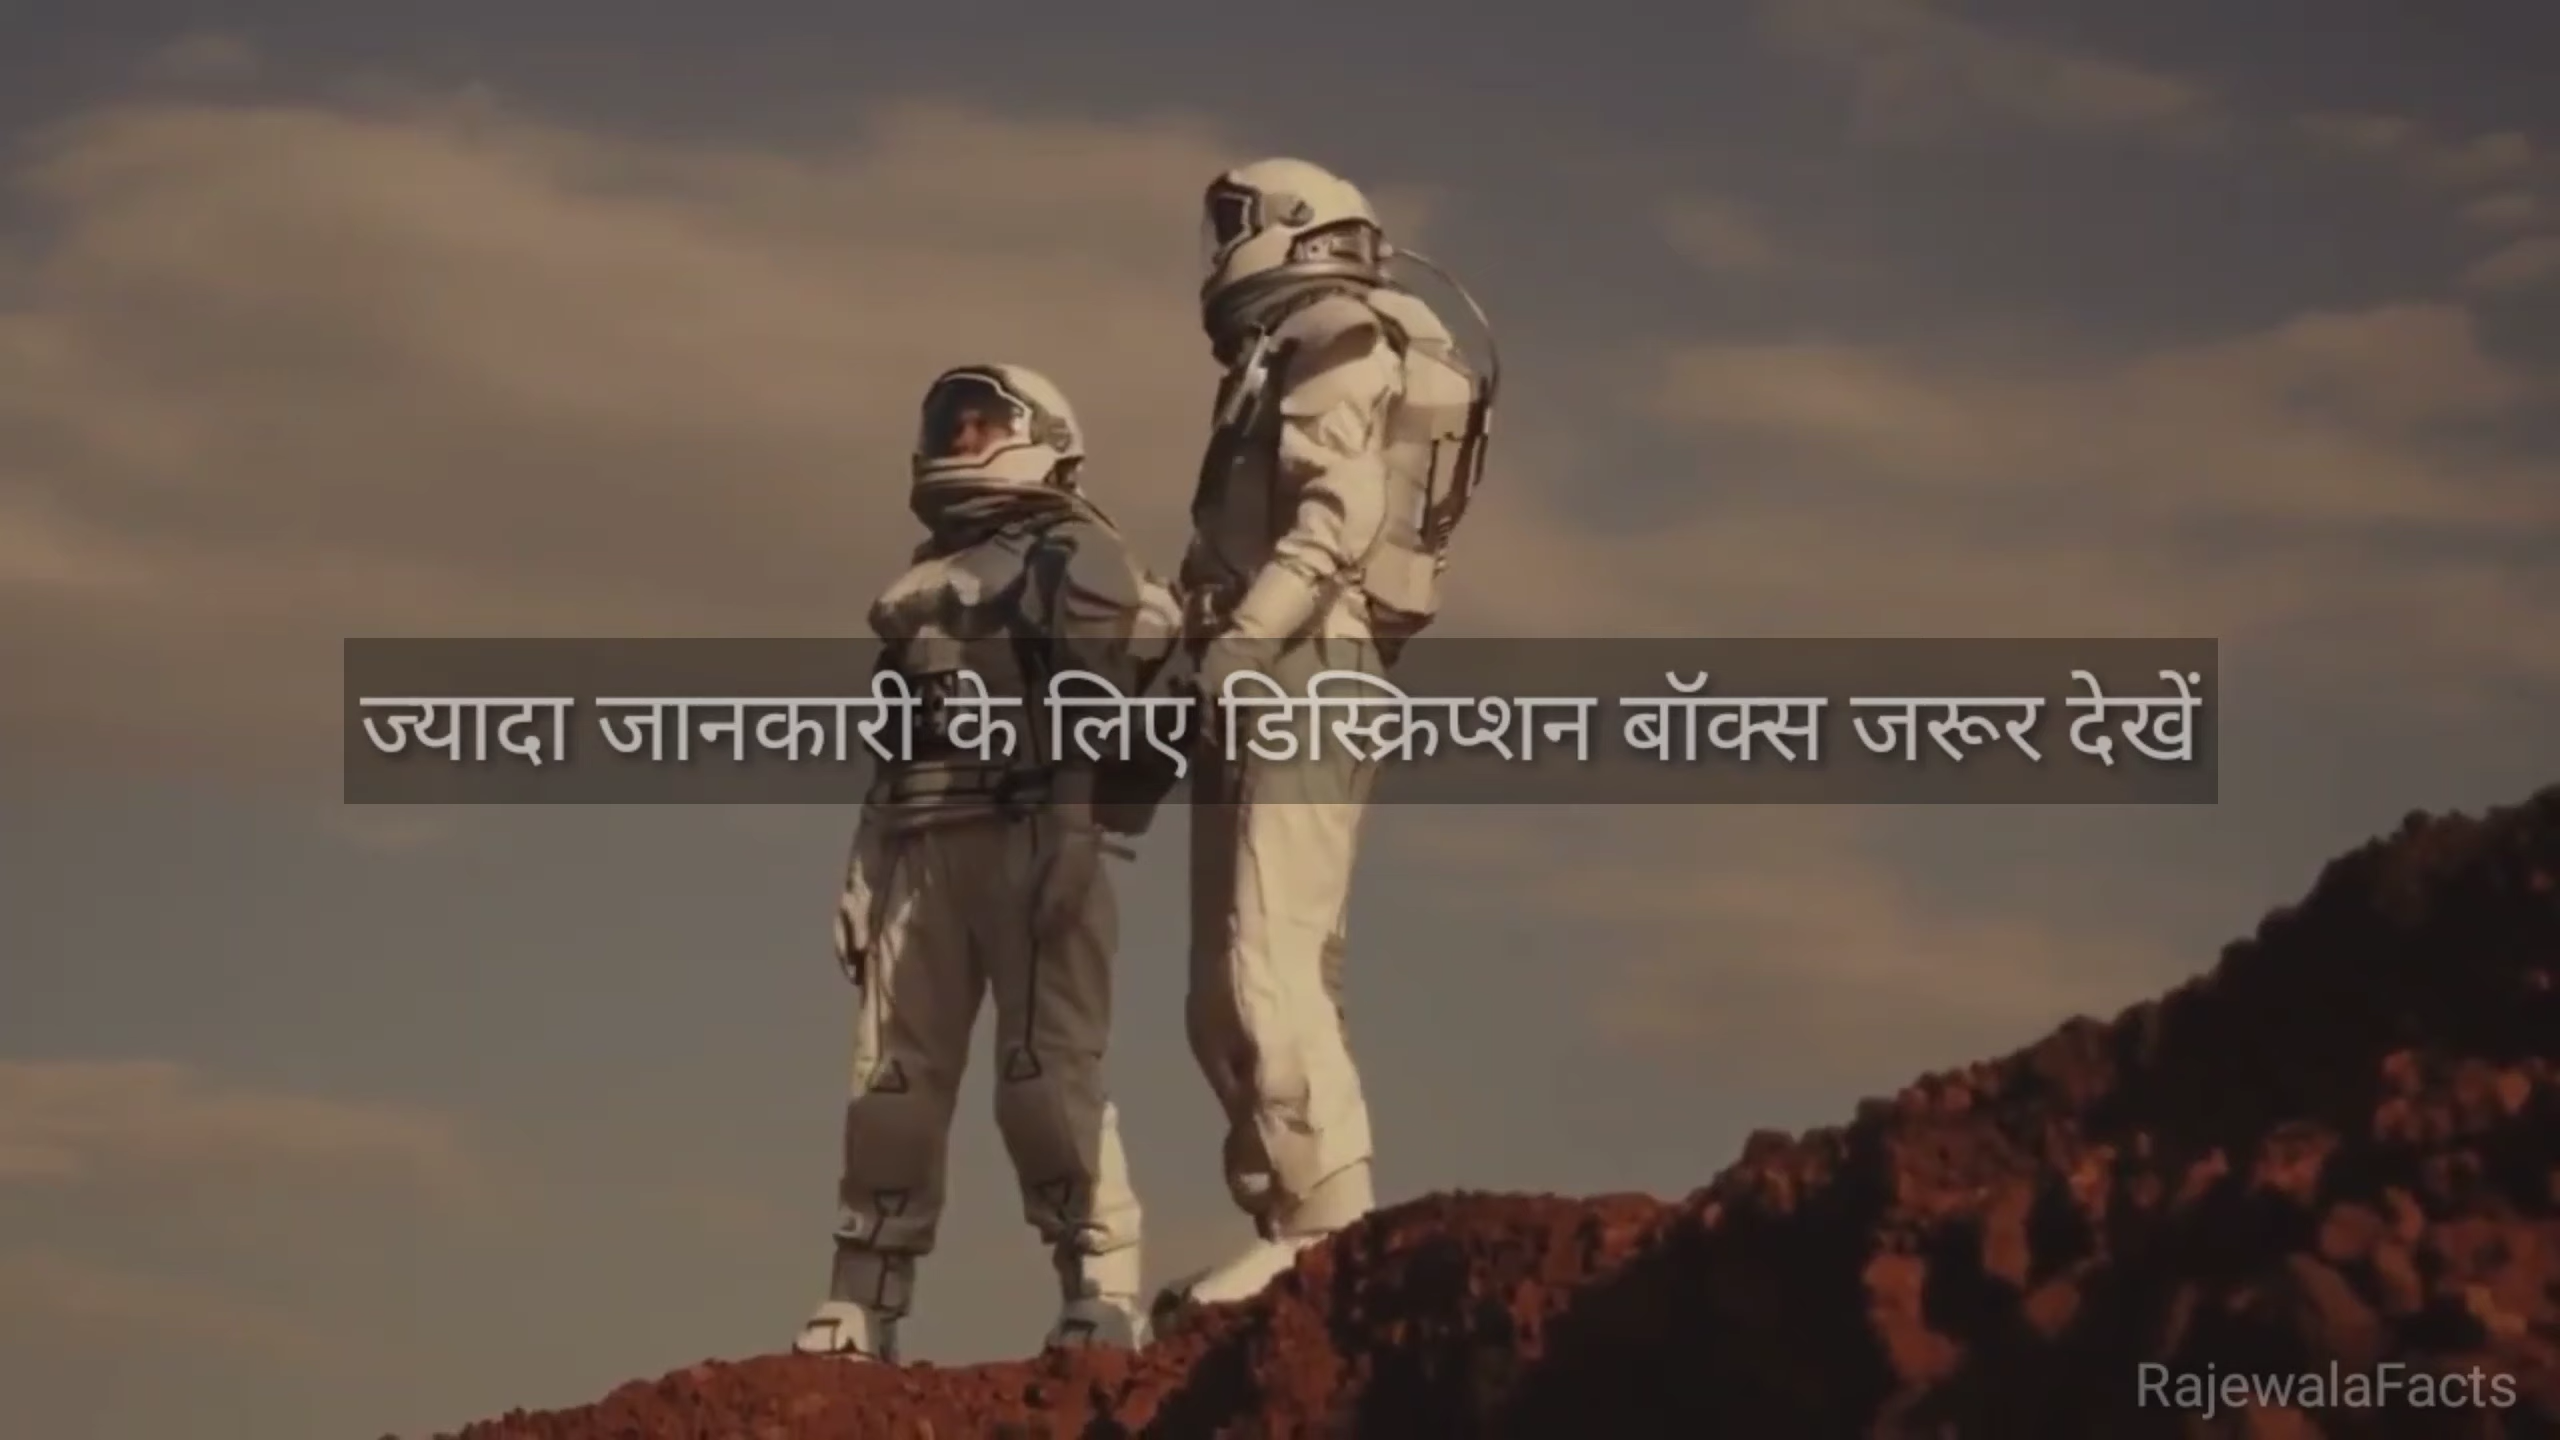 ज्यादा जानकारी के लिए डिस्क्रिप्शन बॉक्स जरूर देखें
RajewalaFacts